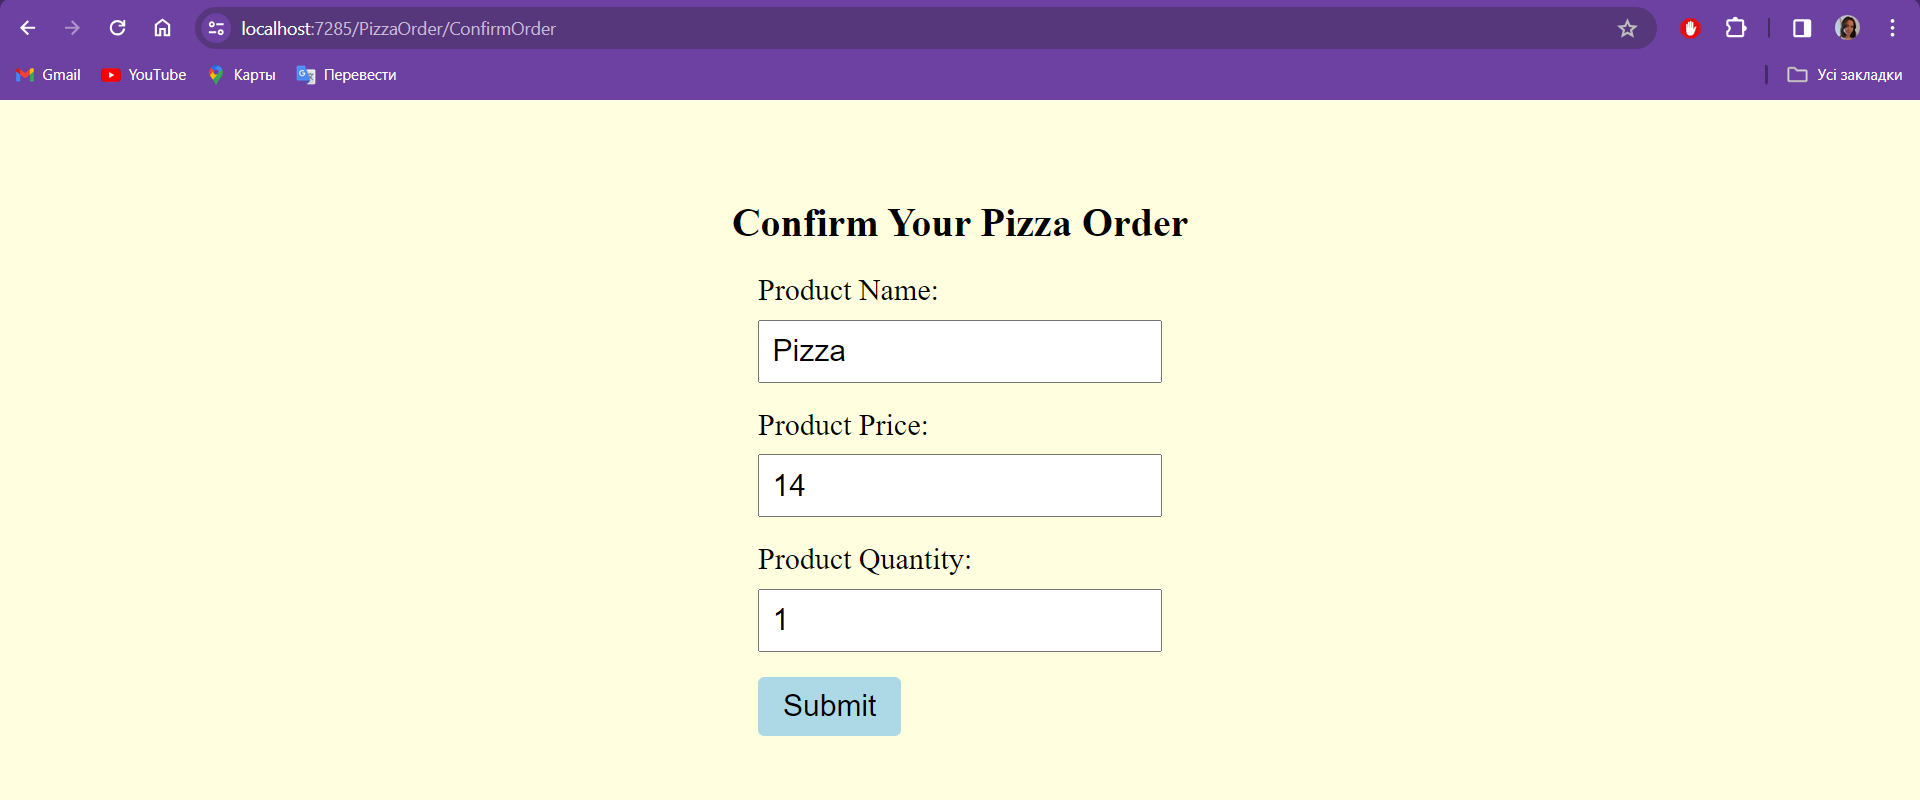 localhost:7285/PizzaOrder/ConfirmOrder
Gmail YouTube Карты Перевести Усі закладки
Confirm Your Pizza Order
Product Name:
Pizza
Product Price:
14
Product Quantity:
1
Submit